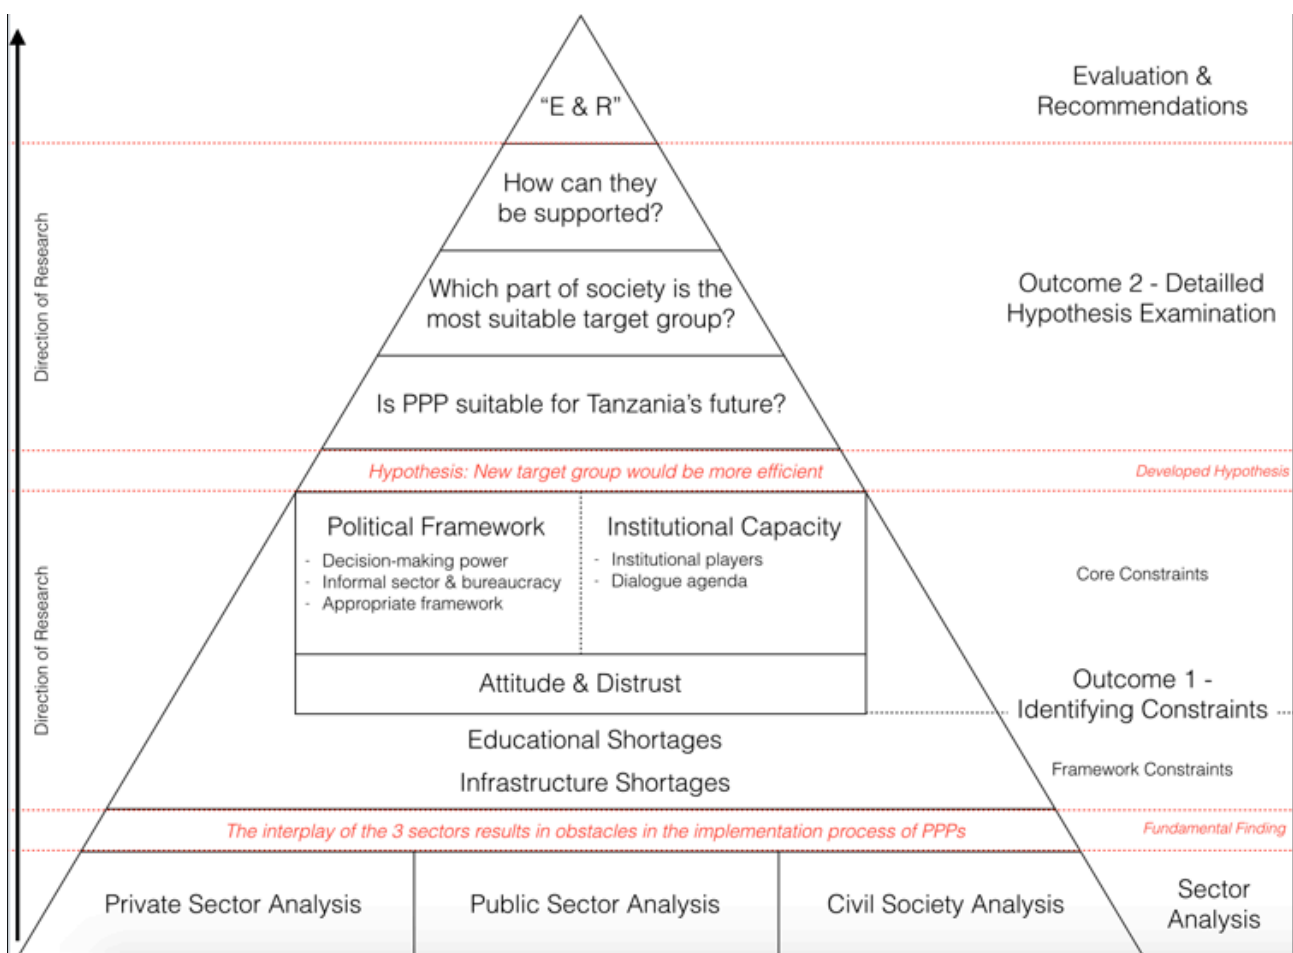 Evaluation &
Recommendations
“E & R”
How can they
be supported?
Direction of Research
Which part of society is the
most suitable target group?
Outcome 2 - Detailled
Hypothesis Examination
Is PPP suitable for Tanzania’s future?
Hypothesis: New target group would be more efficient
Developed Hypothesis
Political Framework
- Decision-making power
- Informal sector & bureaucracy
- Appropriate framework
Institutional Capacity
- Institutional players
- Dialogue agenda
Core Constraints
Direction of Research
Attitude & Distrust
Outcome 1 -
Identifying Constraints
Educational Shortages
Infrastructure Shortages
Framework Constraints
The interplay of the 3 sectors results in obstacles in the implementation process of PPPs
Fundamental Finding
Private Sector Analysis
Public Sector Analysis
Civil Society Analysis
Sector
Analysis